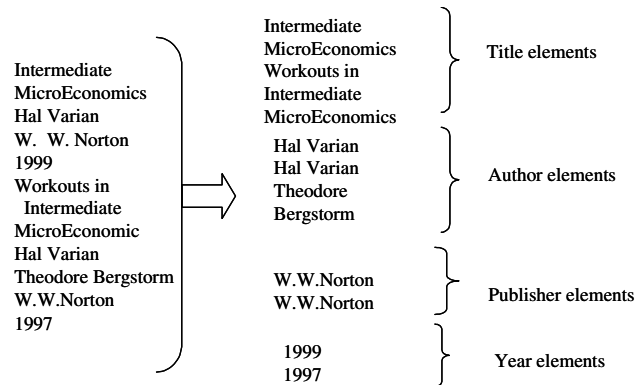 Intermediate
MicroEconomics
Hal Varian
W. W. Norton
1999
Workouts in
Intermediate
MicroEconomic
Hal Varian
Theodore Bergstorm
W.W.Norton
1997
Intermediate
MicroEconomics
Workouts in
Intermediate
MicroEconomics
Title elements
Hal Varian
Hal Varian
Theodore
Bergstorm
Author elements
W.W.Norton
W.W.Norton
Publisher elements
1999
1997
Year elements